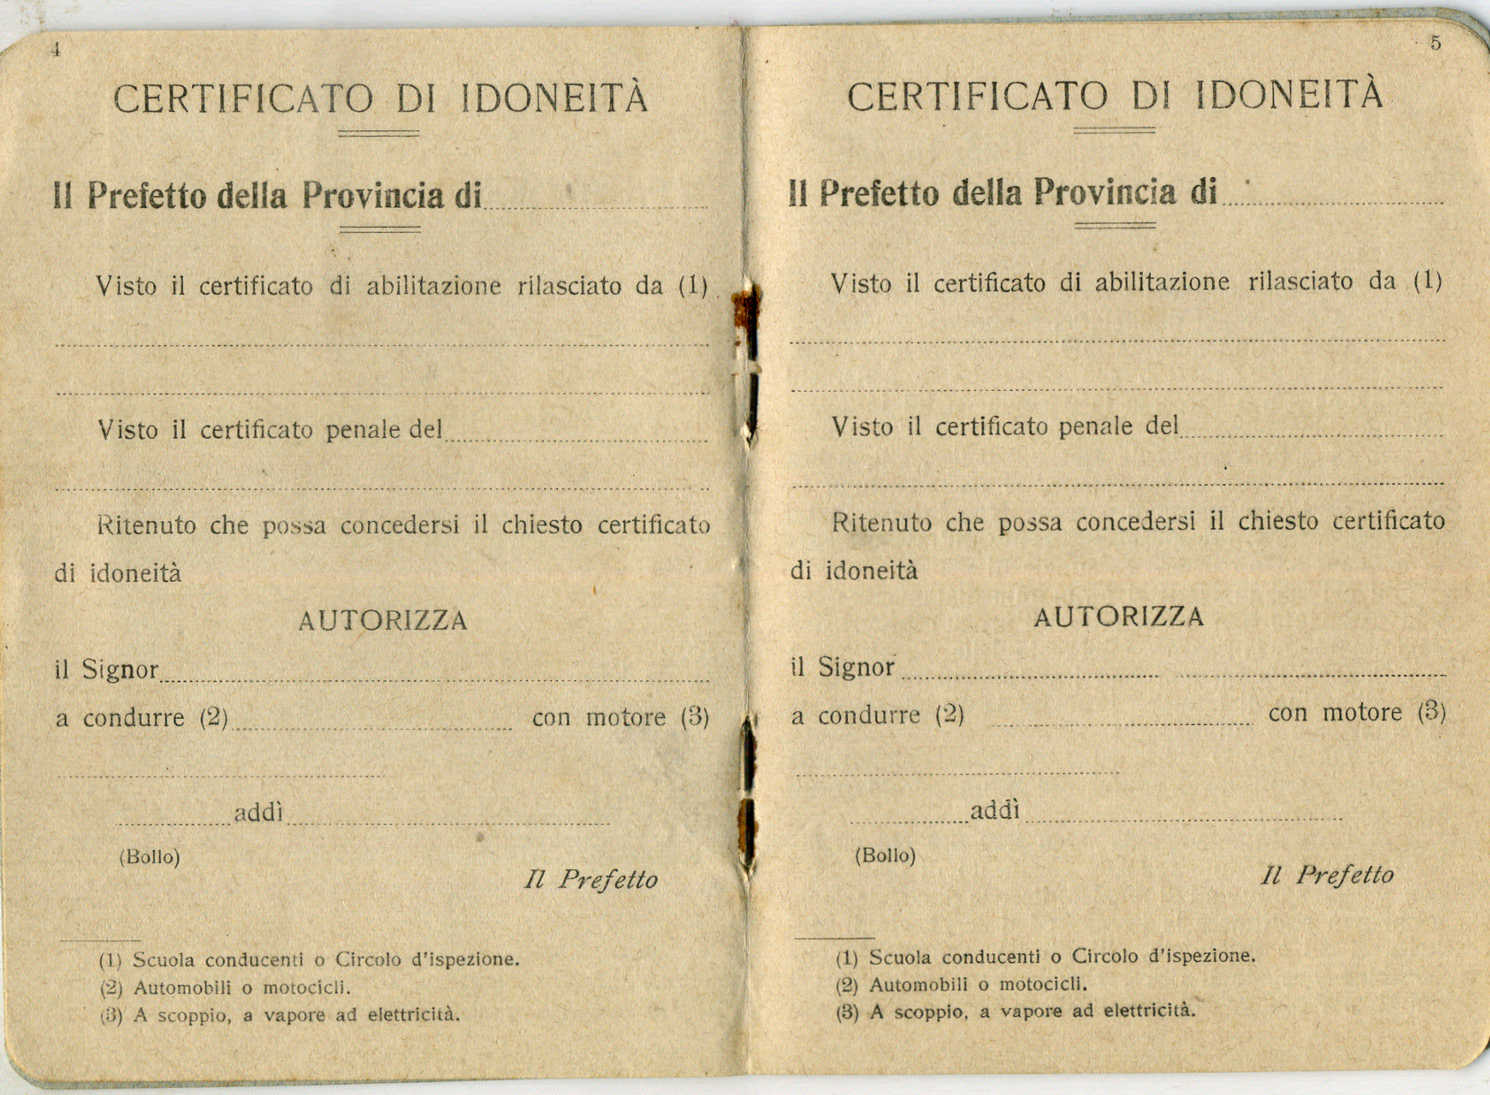 4
CERTIFICATO DI IDONEITÀ
Il Prefetto della Provincia di
Visto il certificato di abilitazione rilasciato da (1)
Visto il certificato penale del
Ritenuto che possa concedersi il chiesto certificato
di idoneità
AUTORIZZA
il Signor
a condurre (2) con motore (3)
addì
(Bollo)
Il Prefetto
(1) Scuola conducenti o Circolo d'ispezione.
(2) Automobili o motocicli.
(3) A scoppio, a vapore ad elettricità.
5
CERTIFICATO DI IDONEITÀ
Il Prefetto della Provincia di
Visto il certificato di abilitazione rilasciato da (1)
Visto il certificato penale del
Ritenuto che possa concedersi il chiesto certificato
di idoneità
AUTORIZZA
il Signor
a condurre (2) con motore (3)
addì
(Bollo)
Il Prefetto
(1) Scuola conducenti o Circolo d'ispezione.
(2) Automobili o motocicli.
(3) A scoppio, a vapore ad elettricità.